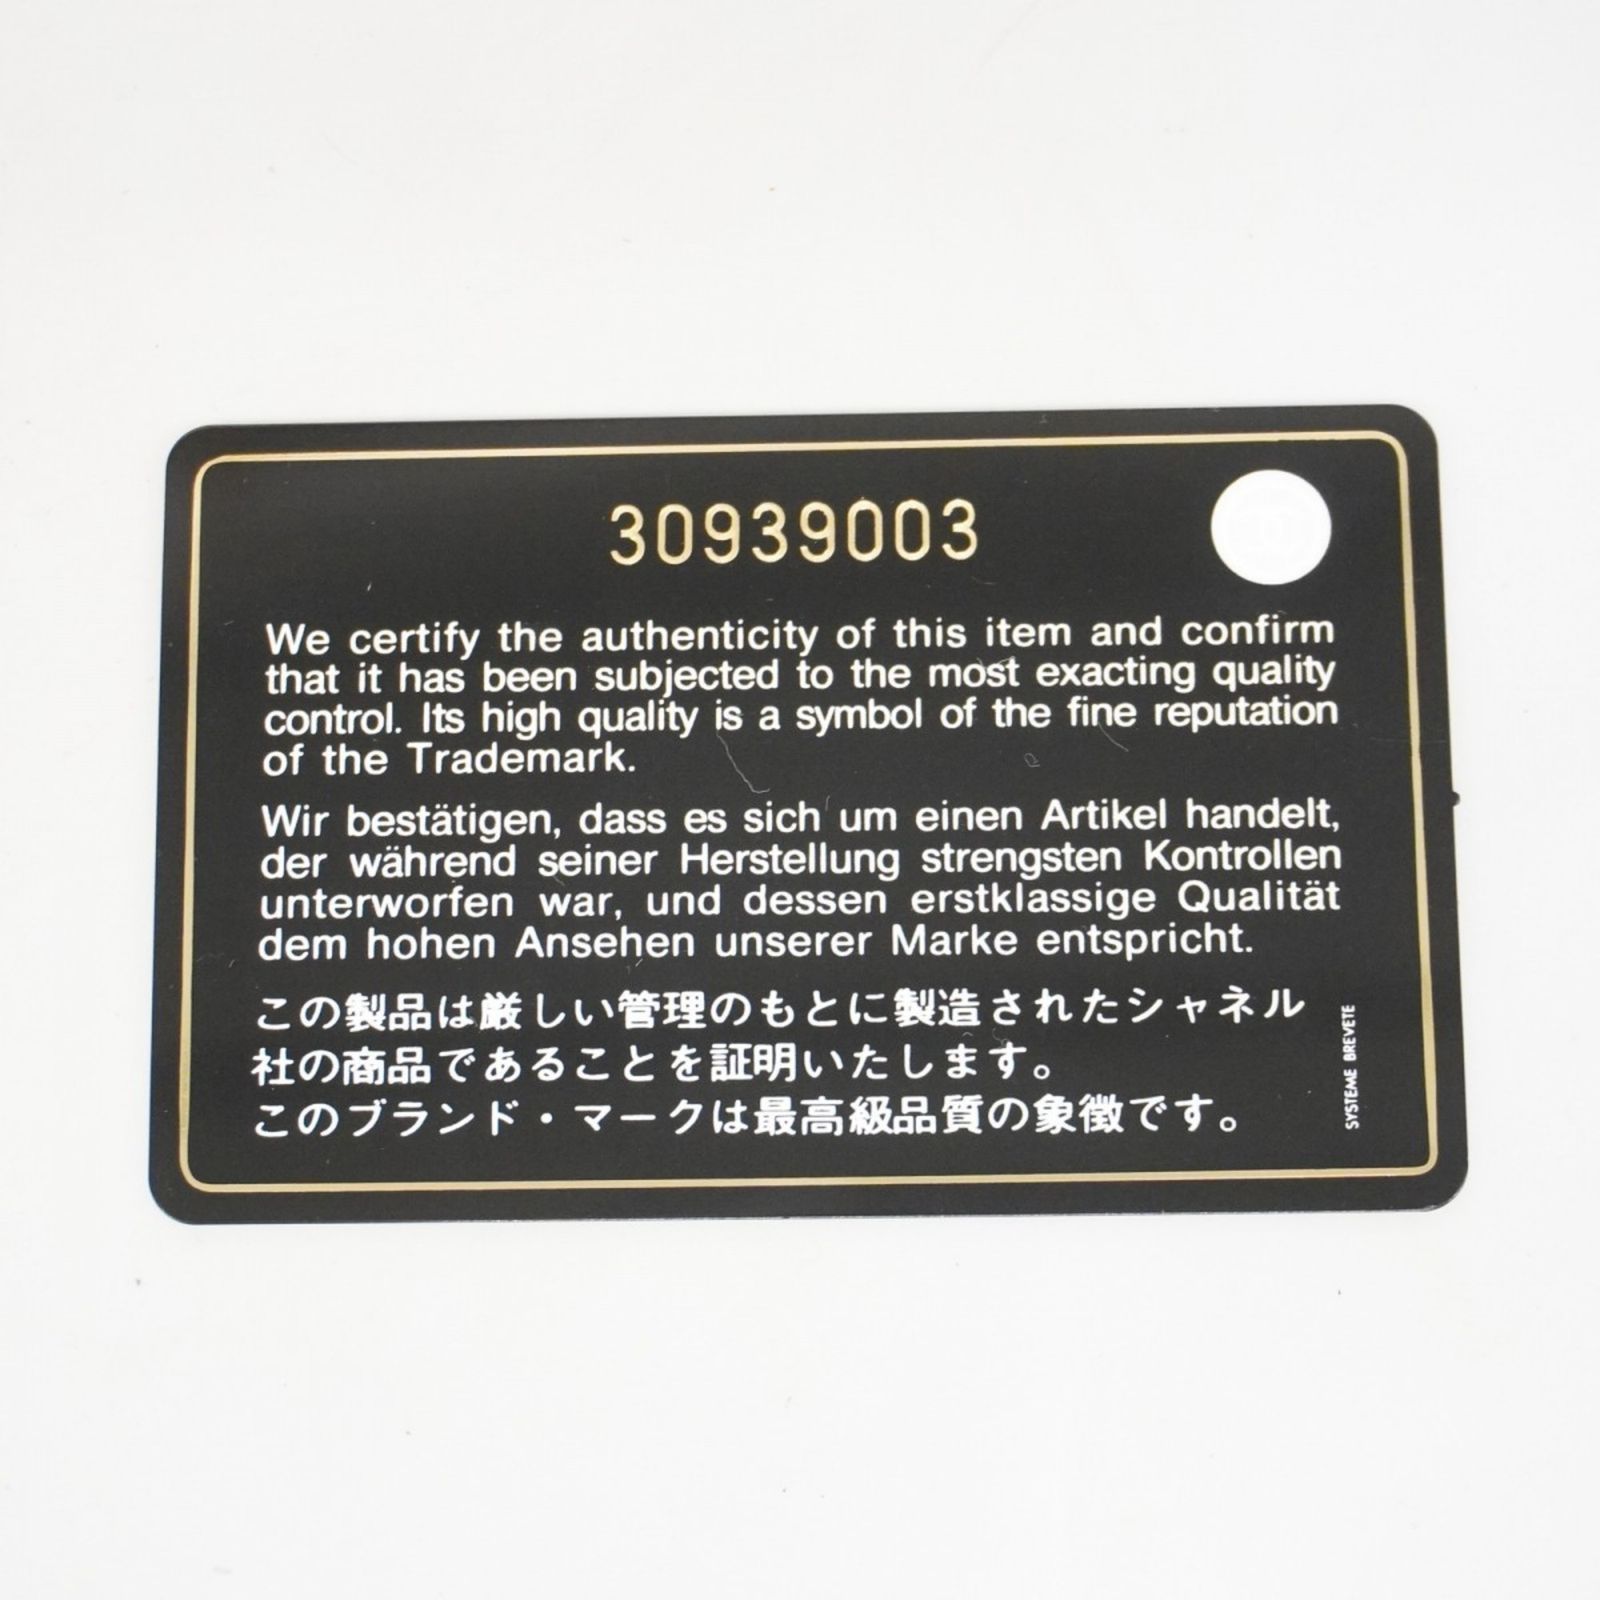 30939003
We certify the authenticity of this item and confirm
that it has been subjected to the most exacting quality
control. Its high quality is a symbol of the fine reputation
of the Trademark.
Wir bestätigen, dass es sich um einen Artikel handelt,
der während seiner Herstellung strengsten Kontrollen
unterworfen war, und dessen erstklassige Qualität
dem hohen Ansehen unserer Marke entspricht.
この製品は厳しい管理のもとに製造されたシャネル
社の商品であることを証明いたします。
このブランド・マークは最高級品質の象徴です。
SYSTEME BREVETE